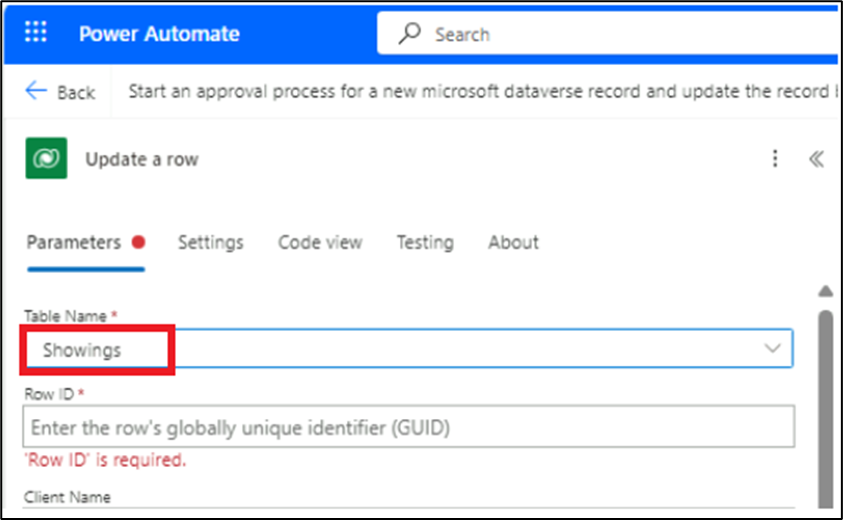 Power Automate
Search
Back
Start an approval process for a new microsoft dataverse record and update the record
Update a row
Parameters
Settings
Code view
Testing
About
Table Name *
Showings
Row ID *
Enter the row's globally unique identifier (GUID)
'Row ID' is required.
Client Name